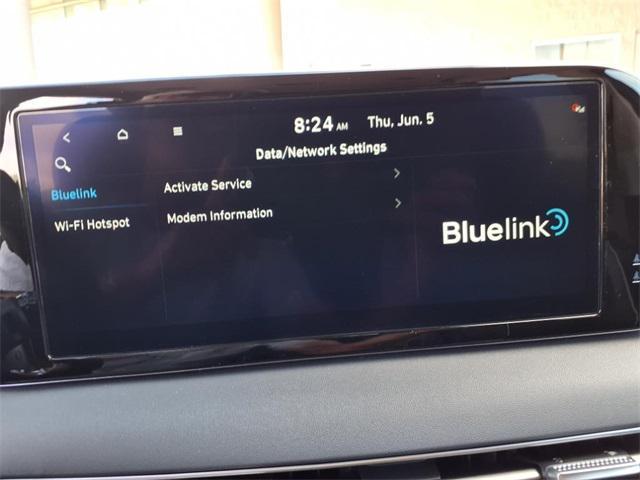 8:24 AM Thu, Jun. 5
Data/Network Settings
Bluelink
Wi-Fi Hotspot
Activate Service
Modem Information
Bluelink